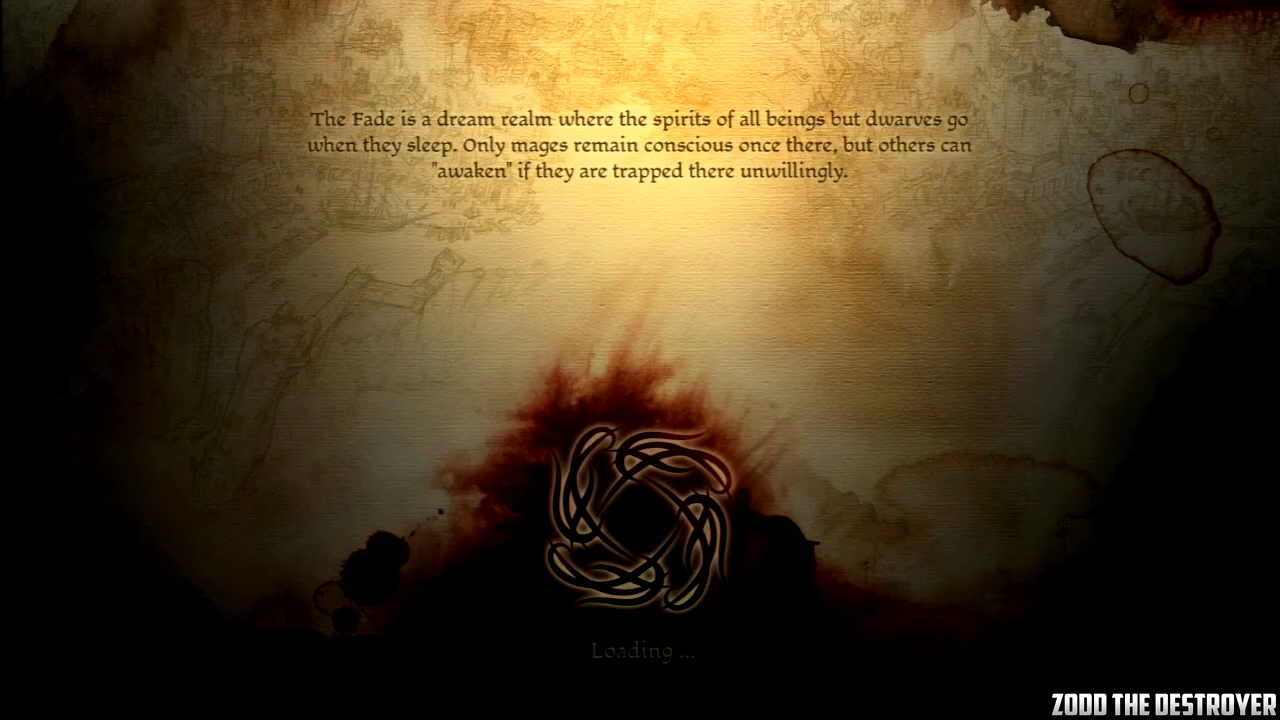 The Fade is a dream realm where the spirits of all beings but dwarves go
when they sleep. Only mages remain conscious once there, but others can
"awaken" if they are trapped there unwillingly.
Loading ...
ZODD THE DESTROYER